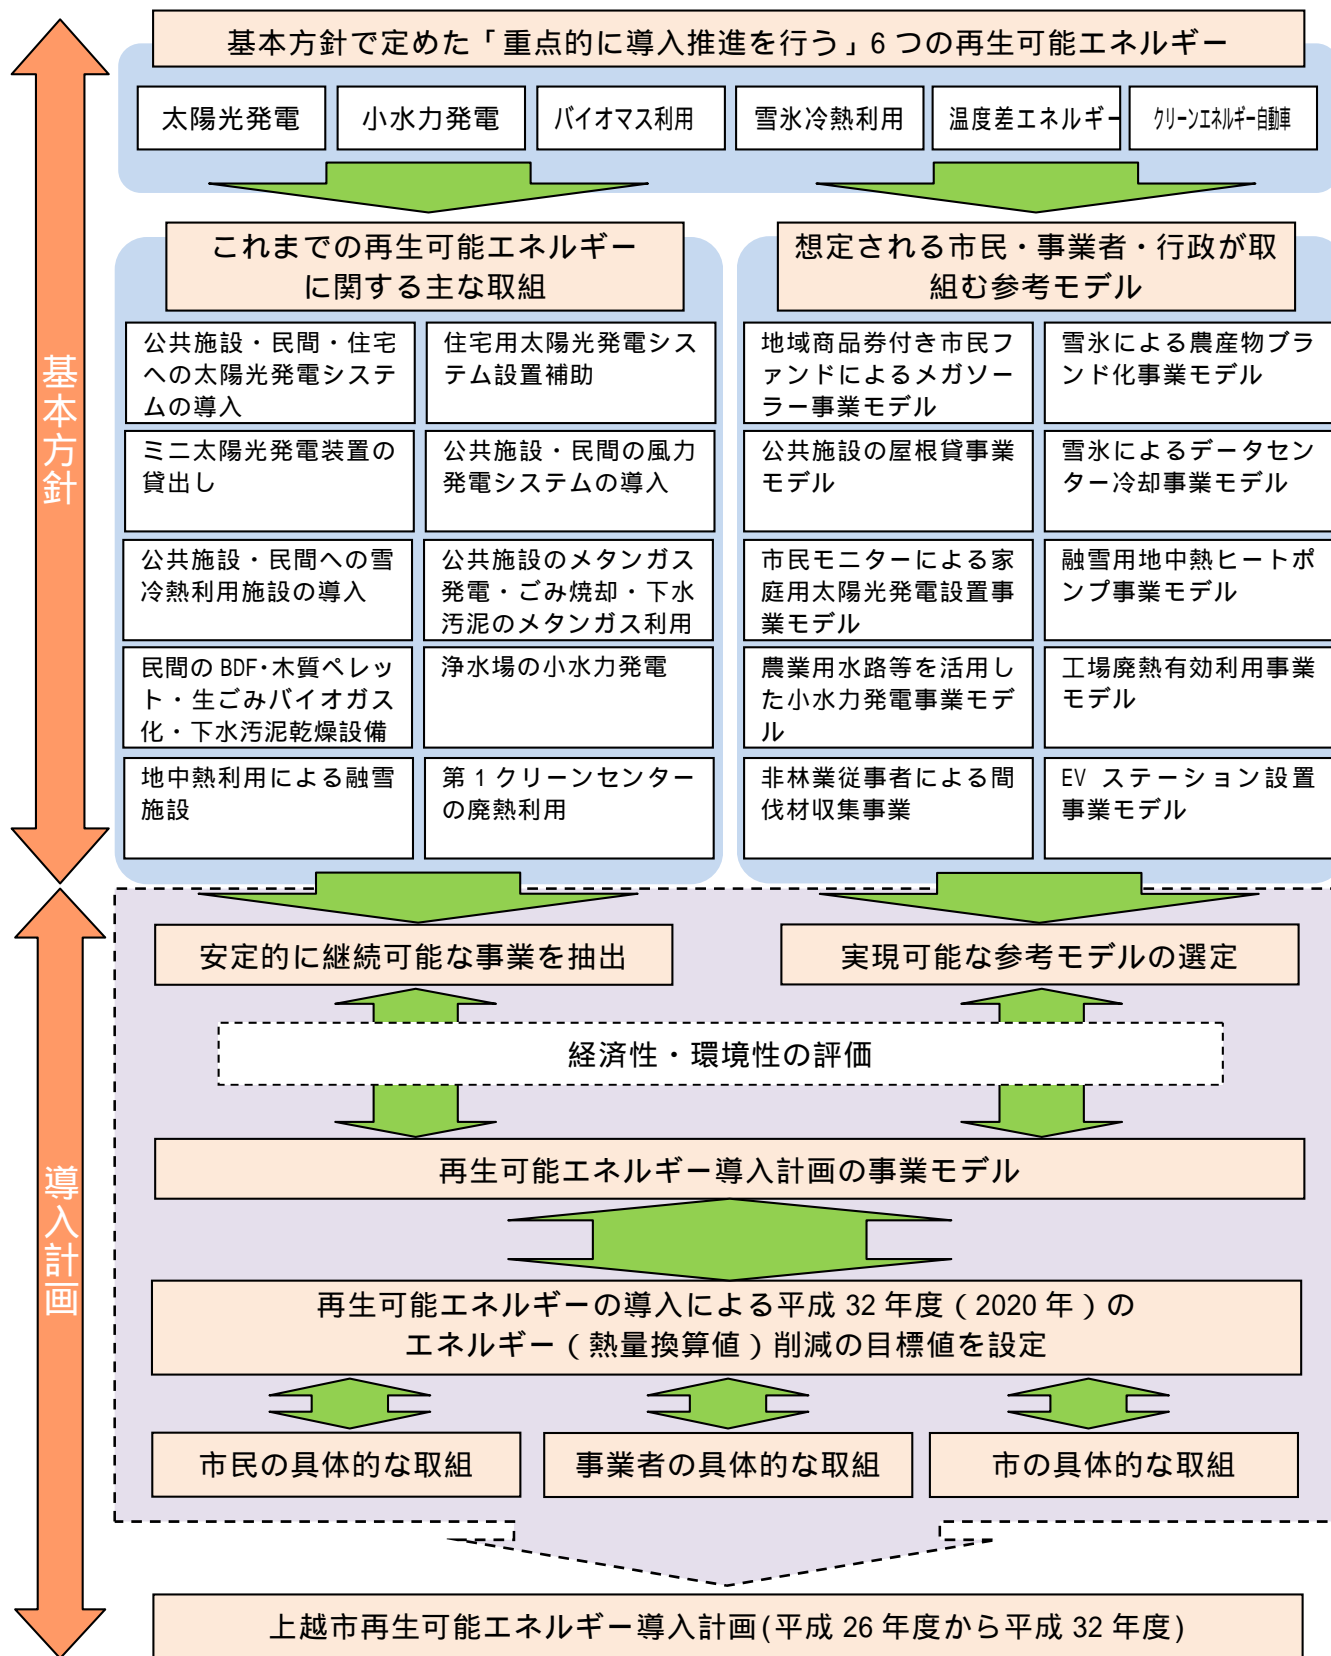 基本方針で定めた「重点的に導入推進を行う」6つの再生可能エネルギー
太陽光発電
小水力発電
バイオマス利用
雪氷冷熱利用
温度差エネルギー
クリーンエネルギー自動車
基本方針
これまでの再生可能エネルギー
に関する主な取組
公共施設・民間・住宅
への太陽光発電システ
ムの導入
住宅用太陽光発電シス
テム設置補助
ミニ太陽光発電装置の
貸出し
公共施設・民間の風力
発電システムの導入
公共施設・民間への雪
冷熱利用施設の導入
公共施設のメタンガス
発電・ごみ焼却・下水
汚泥のメタンガス利用
民間のBDF・木質ペレッ
ト・生ごみバイオガス
化・下水汚泥乾燥設備
浄水場の小水力発電
地中熱利用による融雪
施設
第1クリーンセンター
の廃熱利用
想定される市民・事業者・行政が取
組む参考モデル
地域商品券付き市民フ
ァンドによるメガソー
ラー事業モデル
雪氷による農産物ブラ
ンド化事業モデル
公共施設の屋根貸事業
モデル
雪氷によるデータセン
ター冷却事業モデル
市民モニターによる家
庭用太陽光発電設置事
業モデル
融雪用地中熱ヒートポ
ンプ事業モデル
農業用水路等を活用し
た小水力発電事業モデ
ル
工場廃熱有効利用事業
モデル
非林業従事者による間
伐材収集事業
EV ステーション設置
事業モデル
導入計画
安定的に継続可能な事業を抽出
実現可能な参考モデルの選定
経済性・環境性の評価
再生可能エネルギー導入計画の事業モデル
再生可能エネルギーの導入による平成 32 年度(2020 年)の
エネルギー(熱量換算値)削減の目標値を設定
市民の具体的な取組
事業者の具体的な取組
市の具体的な取組
上越市再生可能エネルギー導入計画(平成 26 年度から平成 32 年度)